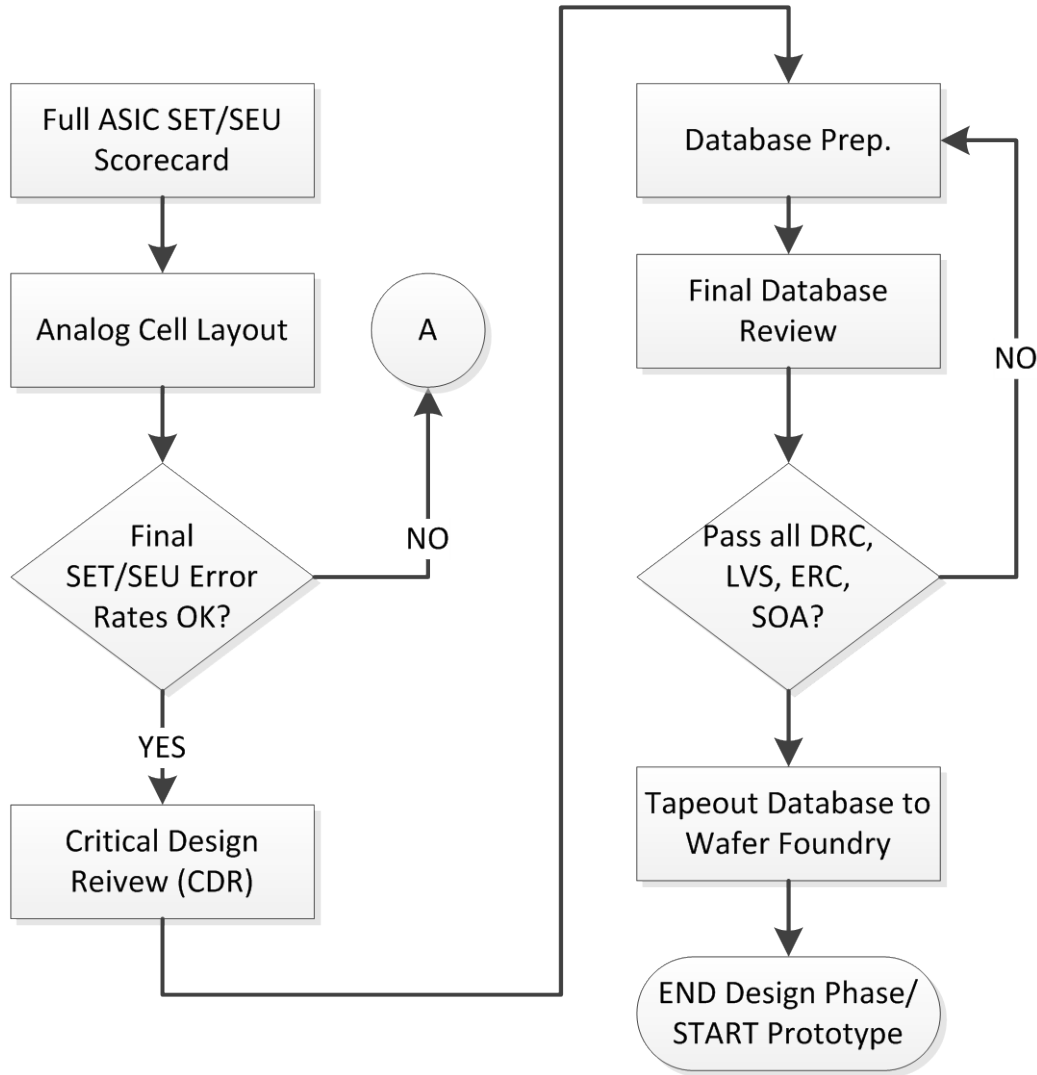 Full ASIC SET/SEU
Scorecard
Analog Cell Layout
A
Final
SET/SEU Error
Rates OK?
NO
YES
Critical Design
Reivew (CDR)
Database Prep.
Final Database
Review
NO
Pass all DRC,
LVS, ERC,
SOA?
Tapeout Database to
Wafer Foundry
END Design Phase/
START Prototype